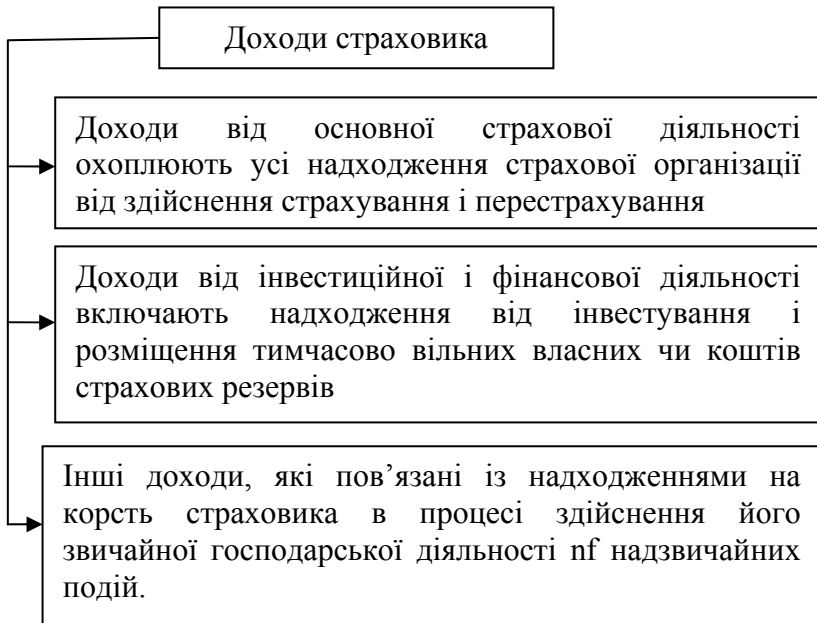 Доходи страховика
Доходи від основної страхової діяльності
охоплюють усі надходження страхової організації
від здійснення страхування і перестрахування
Доходи від інвестиційної і фінансової діяльності
включають надходження від інвестування і
розміщення тимчасово вільних власних чи коштів
страхових резервів
Інші доходи, які пов’язані із надходженнями на
корсть страховика в процесі здійснення його
звичайної господарської діяльності nf надзвичайних
подій.